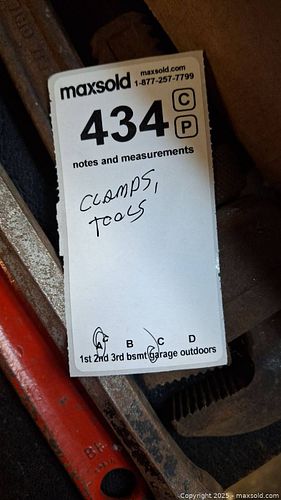 maxsold
maxsold.com
1-877-257-7799
434
C
P
notes and measurements
CLAMPS,
TOOLS
A B C D
1st 2nd 3rd bsmt garage outdoors
Copyright 2025 - maxsold.com